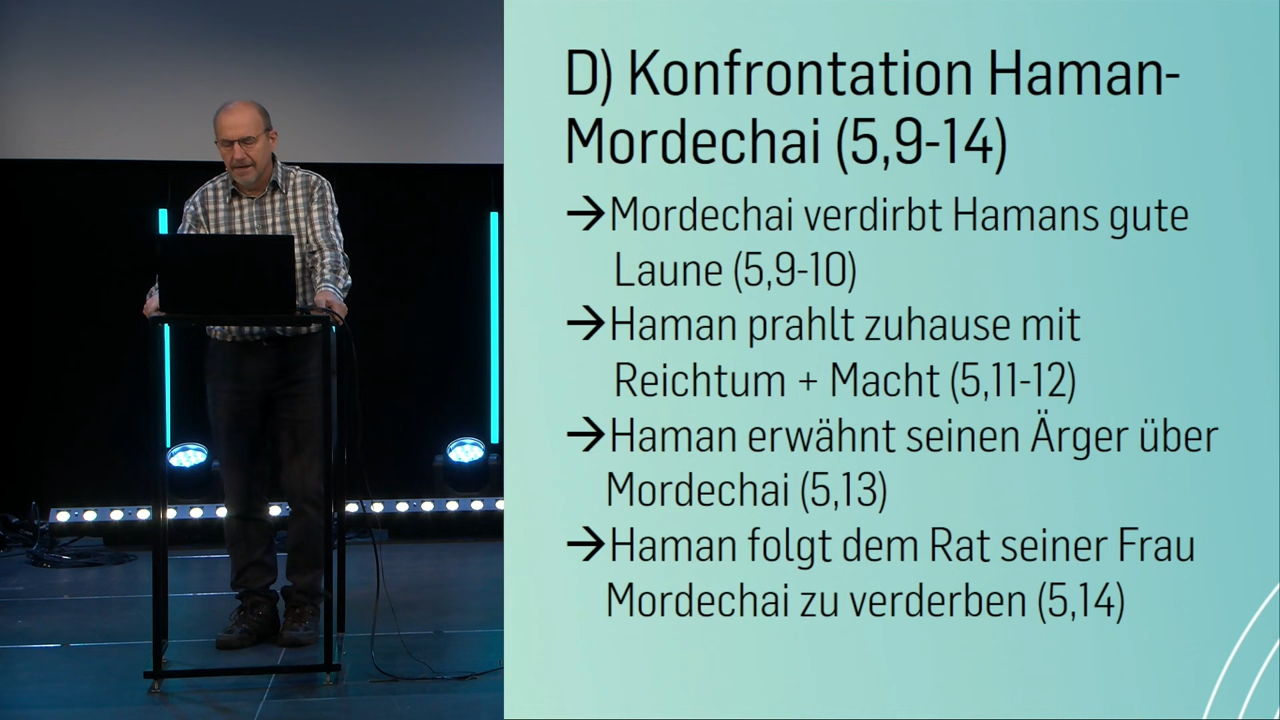 D) Konfrontation Haman-
Mordechai (5,9-14)
→Mordechai verdirbt Hamans gute
Laune (5,9-10)
→Haman prahlt zuhause mit
Reichtum + Macht (5,11-12)
→Haman erwähnt seinen Ärger über
Mordechai (5,13)
→Haman folgt dem Rat seiner Frau
Mordechai zu verderben (5,14)